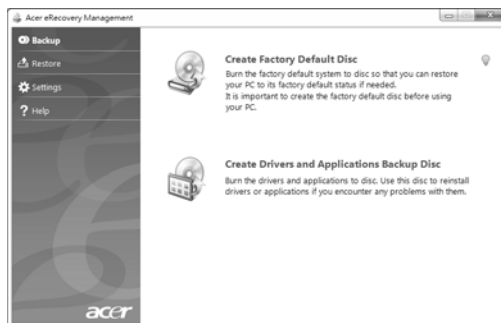 Acer eRecovery Management
Backup
Restore
Settings
Help
Create Factory Default Disc
Burn the factory default system to disc so that you can restore
your PC to its factory default status if needed.
It is important to create the factory default disc before using
your PC.
Create Drivers and Applications Backup Disc
Burn the drivers and applications to disc. Use this disc to reinstall
drivers or applications if you encounter any problems with them.
acer